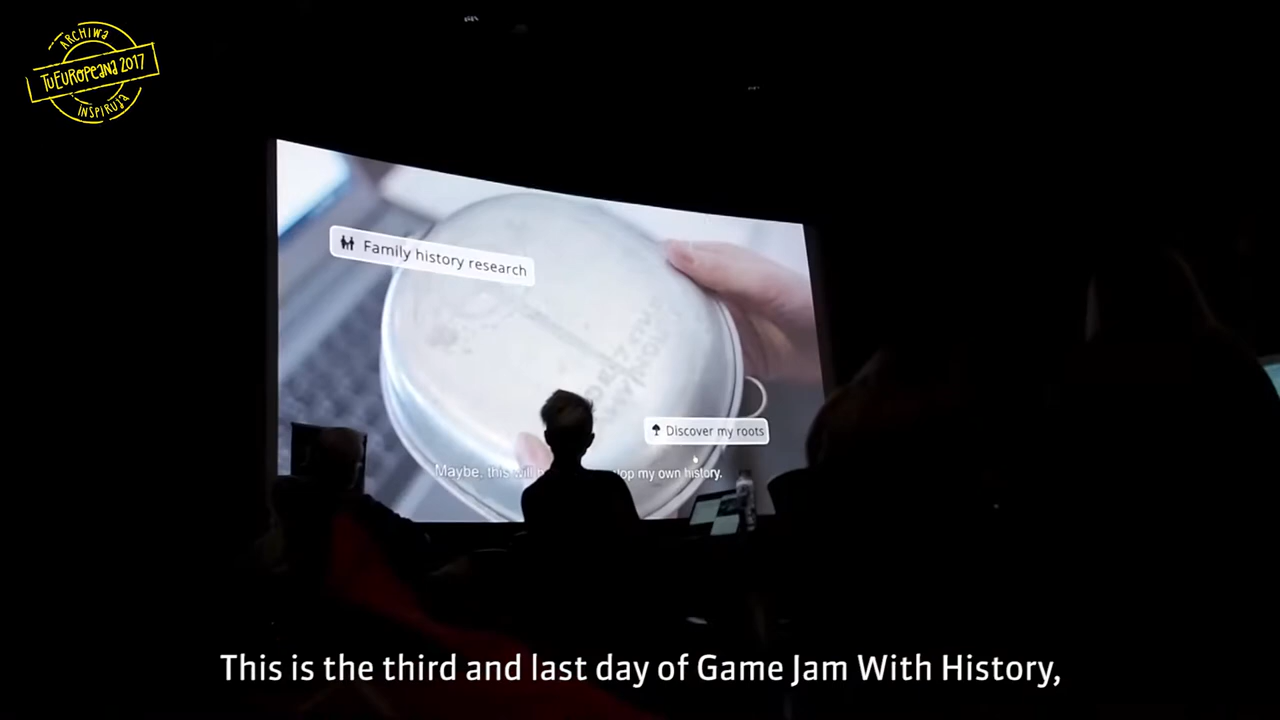 ARCHIWA
TuEUROPeana 2017
INSPIRUJą
Family history research
Discover my roots
Maybe, this will my own history.
This is the third and last day of Game Jam With History,